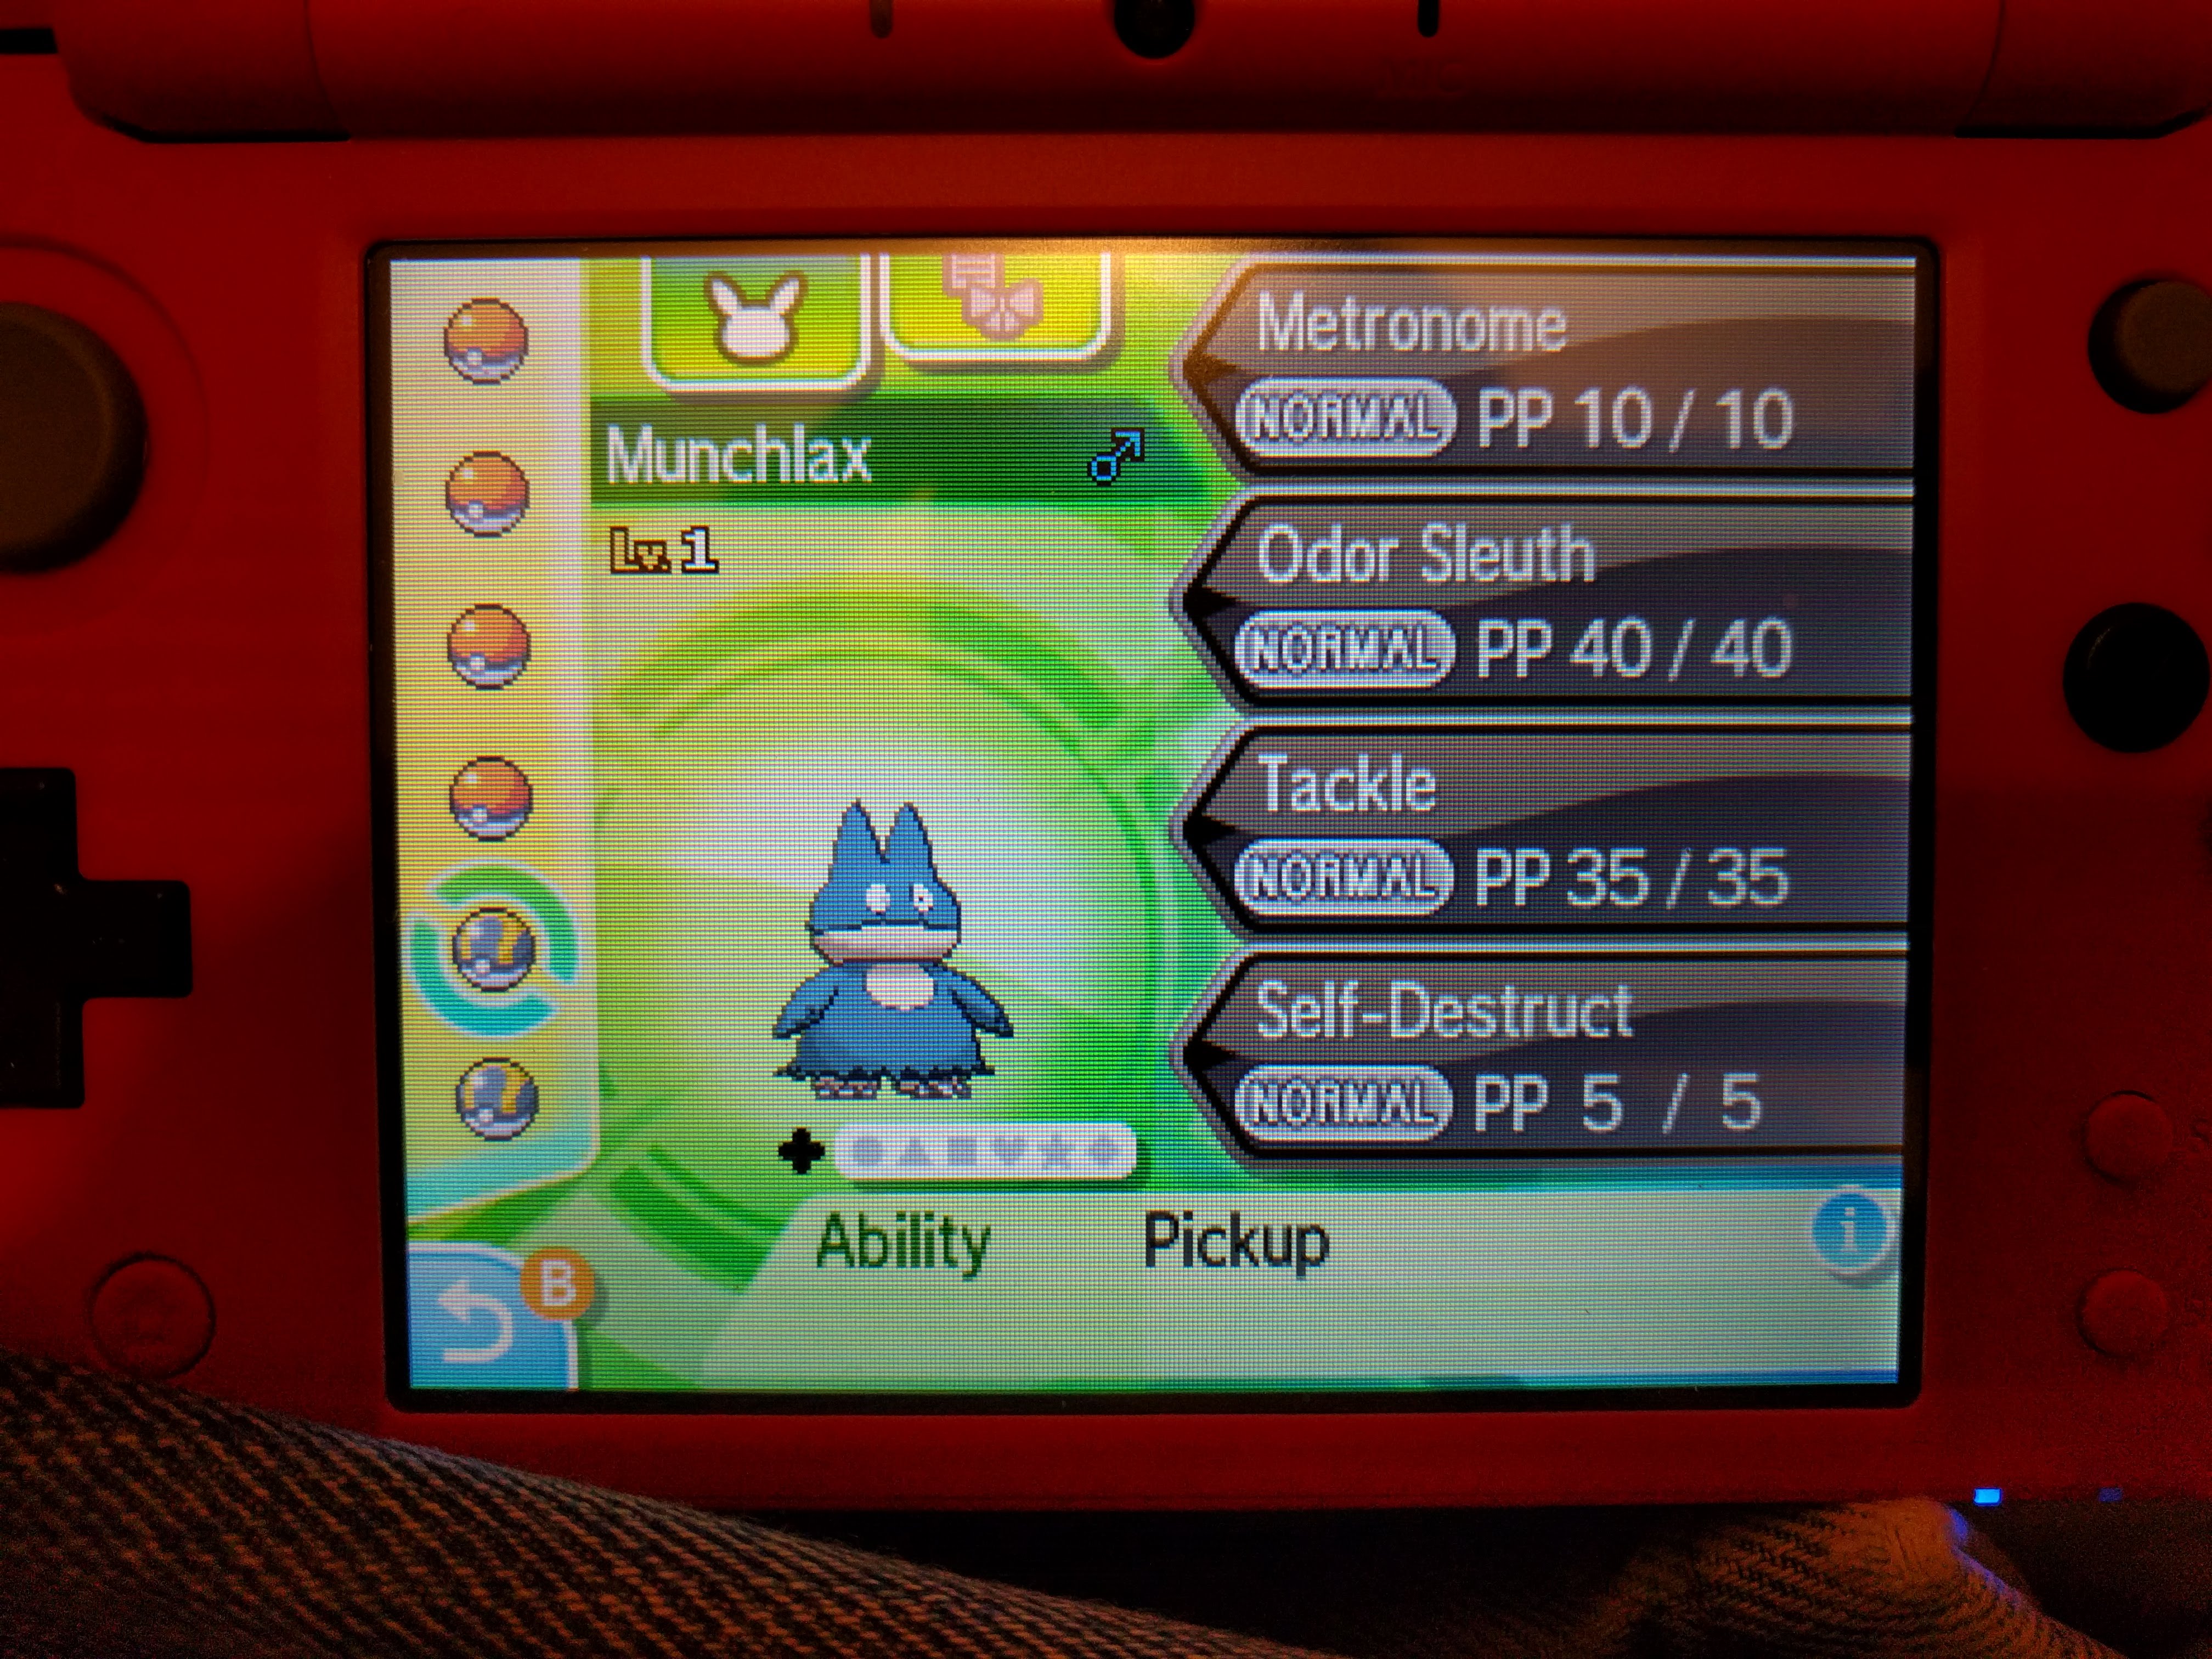 Munchlax
Lv.1
Metronome
NORMAL PP 10 / 10
Odor Sleuth
NORMAL PP 40 / 40
Tackle
NORMAL PP 35 / 35
Self-Destruct
NORMAL PP 5 / 5
Ability Pickup
i
B